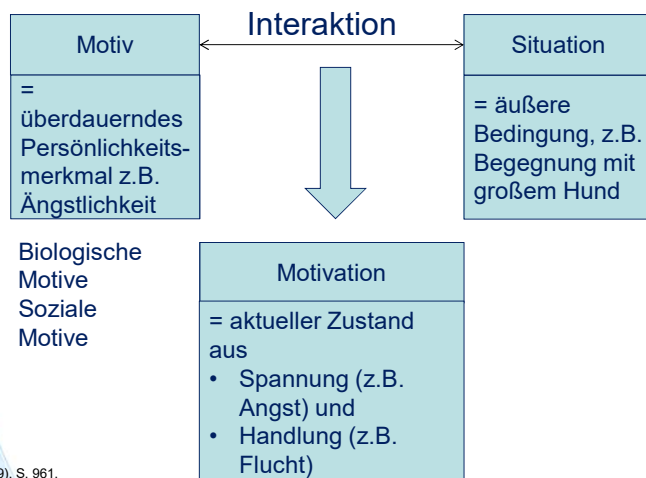 Interaktion
Motiv
=
überdauerndes
Persönlichkeits-
merkmal z.B.
Ängstlichkeit
Situation
= äußere
Bedingung, z.B.
Begegnung mit
großem Hund
Biologische
Motive
Soziale
Motive
Motivation
= aktueller Zustand
aus
• Spannung (z.B.
Angst) und
• Handlung (z.B.
Flucht)
9), S. 961.